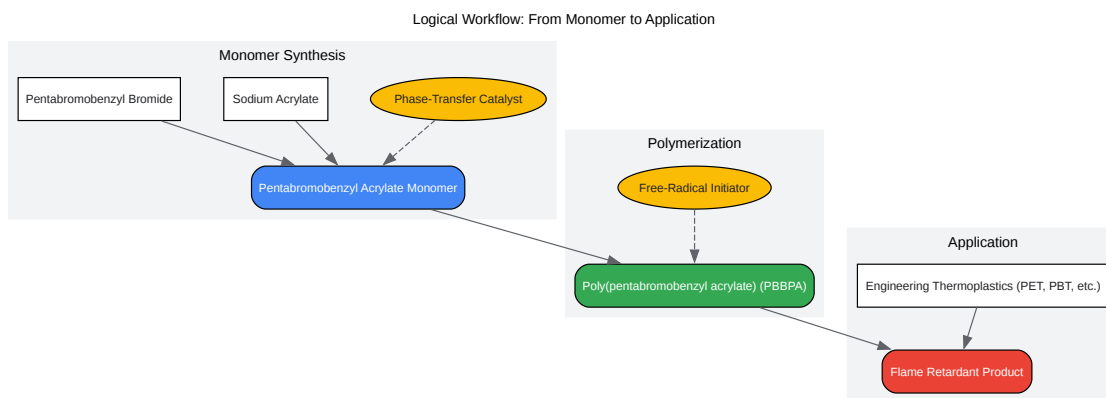 Logical Workflow: From Monomer to Application
Monomer Synthesis
Pentabromobenzyl Bromide
Sodium Acrylate
Phase-Transfer Catalyst
Pentabromobenzyl Acrylate Monomer
Polymerization
Free-Radical Initiator
Poly(pentabromobenzyl acrylate) (PBBPA)
Application
Engineering Thermoplastics (PET, PBT, etc.)
Flame Retardant Product